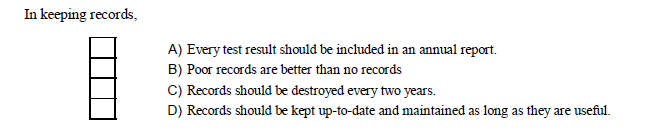 In keeping records,
A) Every test result should be included in an annual report.
B) Poor records are better than no records
C) Records should be destroyed every two years.
D) Records should be kept up-to-date and maintained as long as they are useful.